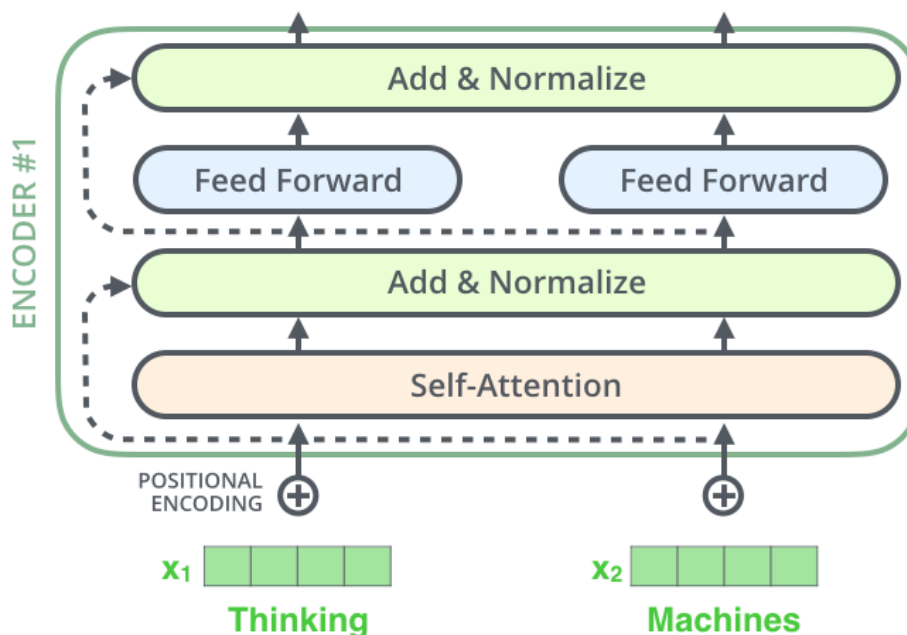 ENCODER #1
Add & Normalize
Feed Forward
Feed Forward
Add & Normalize
Self-Attention
POSITIONAL
ENCODING
x1
x2
Thinking
Machines